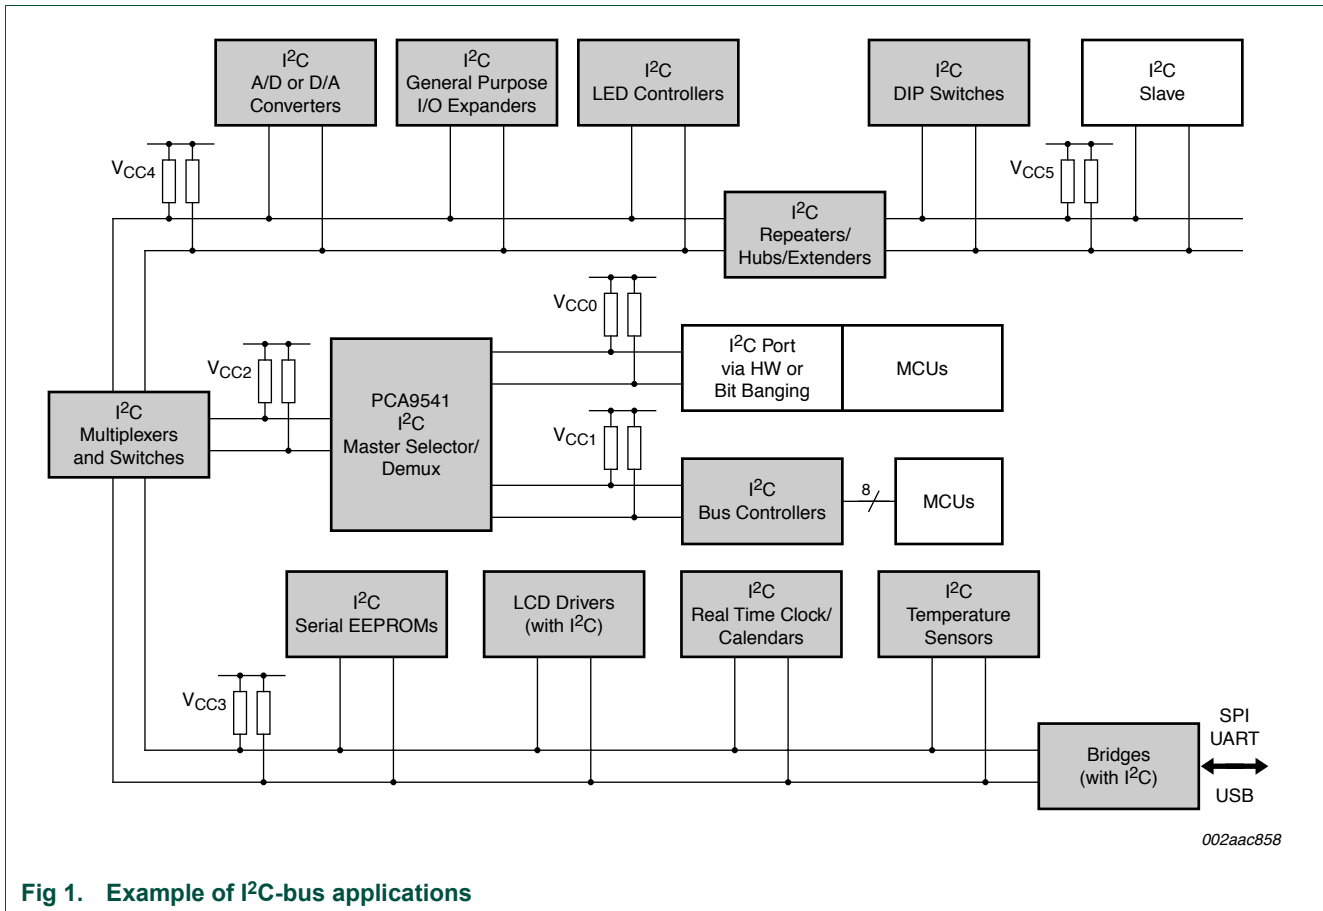 I²C
A/D or D/A
Converters
I²C
General Purpose
I/O Expanders
I²C
LED Controllers
I²C
DIP Switches
I²C
Slave
VCC4
VCC5
I²C
Repeaters/
Hubs/Extenders
VCC0
I²C Port
via HW or
Bit Banging
MCUs
VCC2
PCA9541
I²C
Master Selector/
Demux
I²C
Multiplexers
and Switches
VCC1
I²C
Bus Controllers
8
MCUs
I²C
Serial EEPROMs
LCD Drivers
(with I²C)
I²C
Real Time Clock/
Calendars
I²C
Temperature
Sensors
VCC3
Bridges
(with I²C)
SPI
UART
USB
002aac858
Fig 1. Example of I²C-bus applications